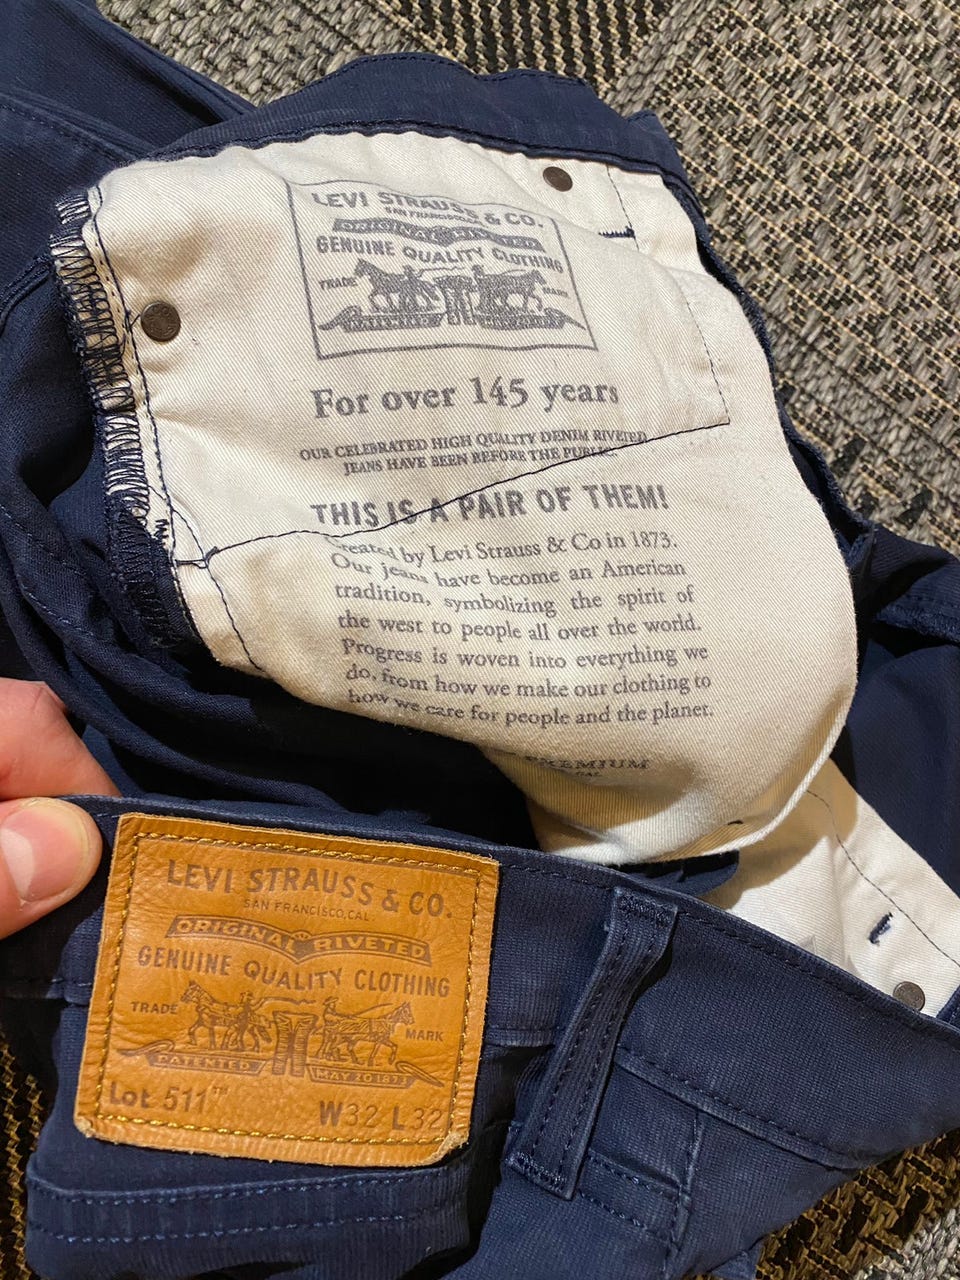 LEVI STRAUSS & CO.
SAN FRANCISCO, CAL
ORIGINAL RIVETED
GENUINE QUALITY CLOTHING
TRADE MARK
PATENTED MAY 20 1873
For over 145 years
OUR CELEBRATED HIGH QUALITY DENIM RIVETED
JEANS HAVE BEEN BEFORE THE PUBLIC.
THIS IS A PAIR OF THEM!
Created by Levi Strauss & Co in 1873.
Our jeans have become an American
tradition, symbolizing the spirit of
the west to people all over the world.
Progress is woven into everything we
do, from how we make our clothing to
how we care for people and the planet.
PREMIUM
LEVI STRAUSS & CO.
SAN FRANCISCO, CAL.
ORIGINAL RIVETED
GENUINE QUALITY CLOTHING
TRADE MARK
PATENTED MAY 20 1873
Lot 511™ W32 L32